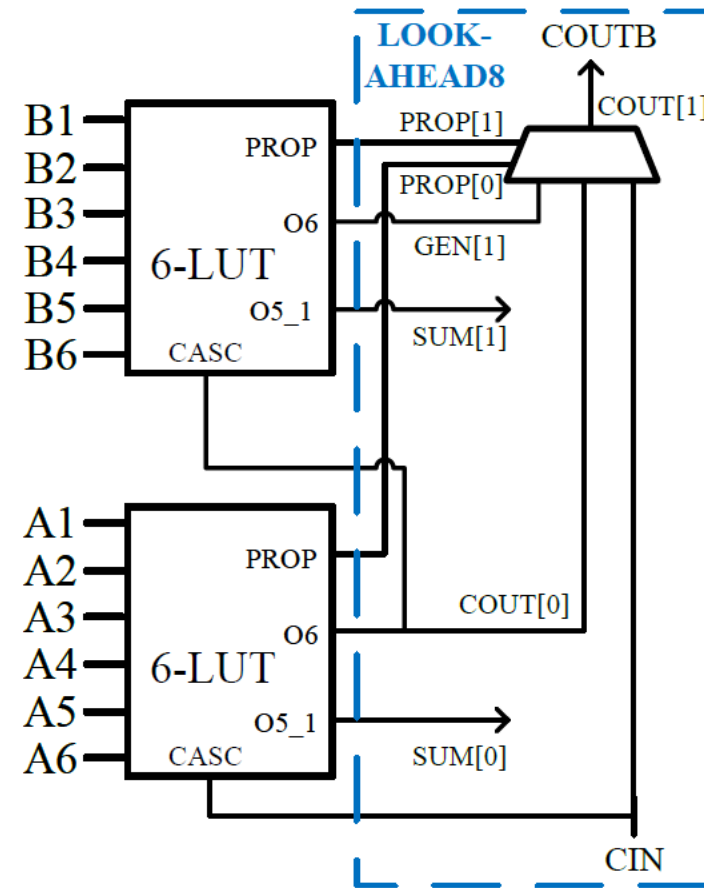 LOOK-
AHEAD8
COUTB
COUT[1]
B1
B2
B3
B4
B5
B6
PROP
O6
6-LUT
O5_1
CASC
PROP[1]
PROP[0]
GEN[1]
SUM[1]
A1
A2
A3
A4
A5
A6
PROP
O6
6-LUT
O5_1
CASC
COUT[0]
SUM[0]
CIN